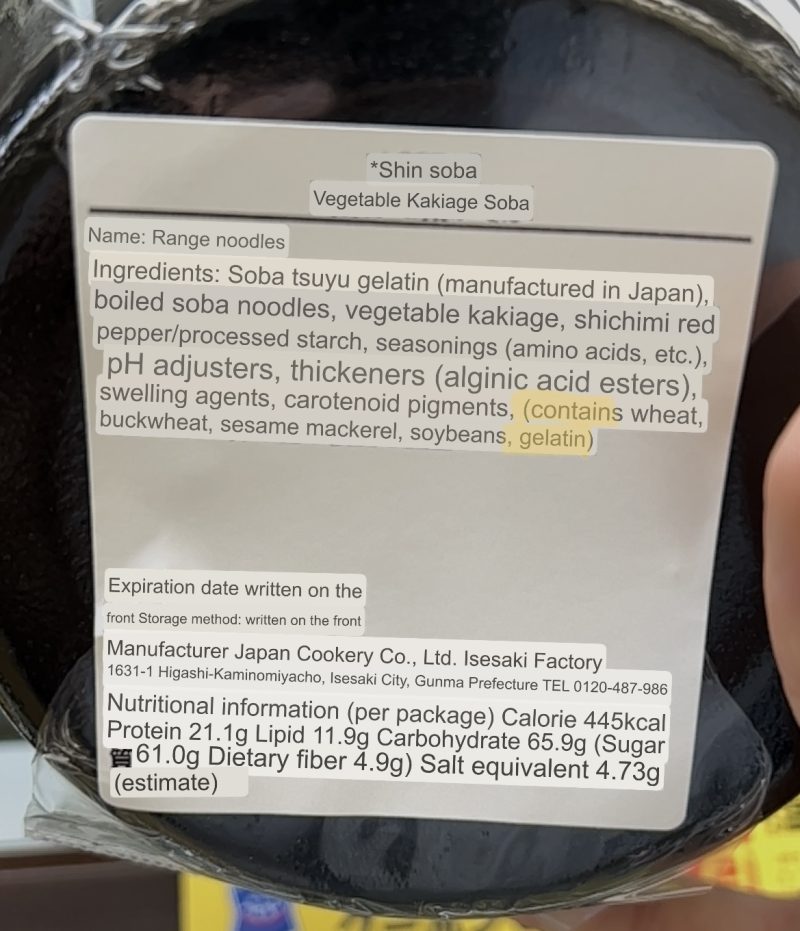 *Shin soba
Vegetable Kakiage Soba
Name: Range noodles
Ingredients: Soba tsuyu gelatin (manufactured in Japan),
boiled soba noodles, vegetable kakiage, shichimi red
pepper/processed starch, seasonings (amino acids, etc.),
pH adjusters, thickeners (alginic acid esters),
swelling agents, carotenoid pigments, (contains wheat,
buckwheat, sesame mackerel, soybeans, gelatin)
Expiration date written on the
front Storage method: written on the front
Manufacturer Japan Cookery Co., Ltd. Isesaki Factory
1631-1 Higashi-Kaminomiyacho, Isesaki City, Gunma Prefecture TEL 0120-487-986
Nutritional information (per package) Calorie 445kcal
Protein 21.1g Lipid 11.9g Carbohydrate 65.9g (Sugar
質61.0g Dietary fiber 4.9g) Salt equivalent 4.73g
(estimate)